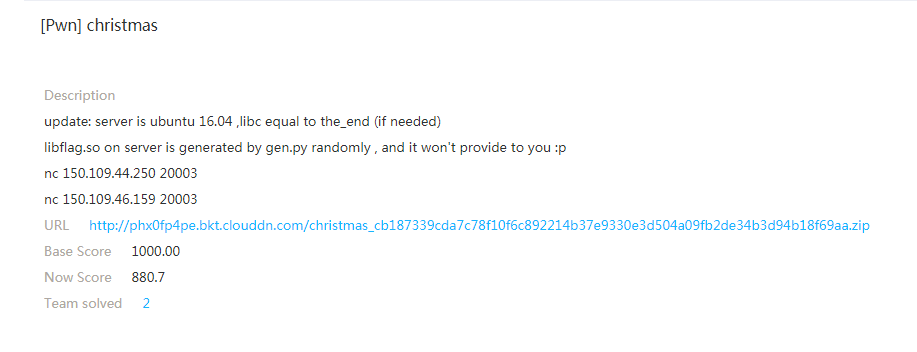 [Pwn] christmas
Description
update: server is ubuntu 16.04 ,libc equal to the_end (if needed)
libflag.so on server is generated by gen.py randomly , and it won't provide to you :p
nc 150.109.44.250 20003
nc 150.109.46.159 20003
URL http://phx0fp4pe.bkt.clouddn.com/christmas_cb187339cda7c78f10f6c892214b37e9330e3d504a09fb2de34b3d94b18f69aa.zip
Base Score 1000.00
Now Score 880.7
Team solved 2